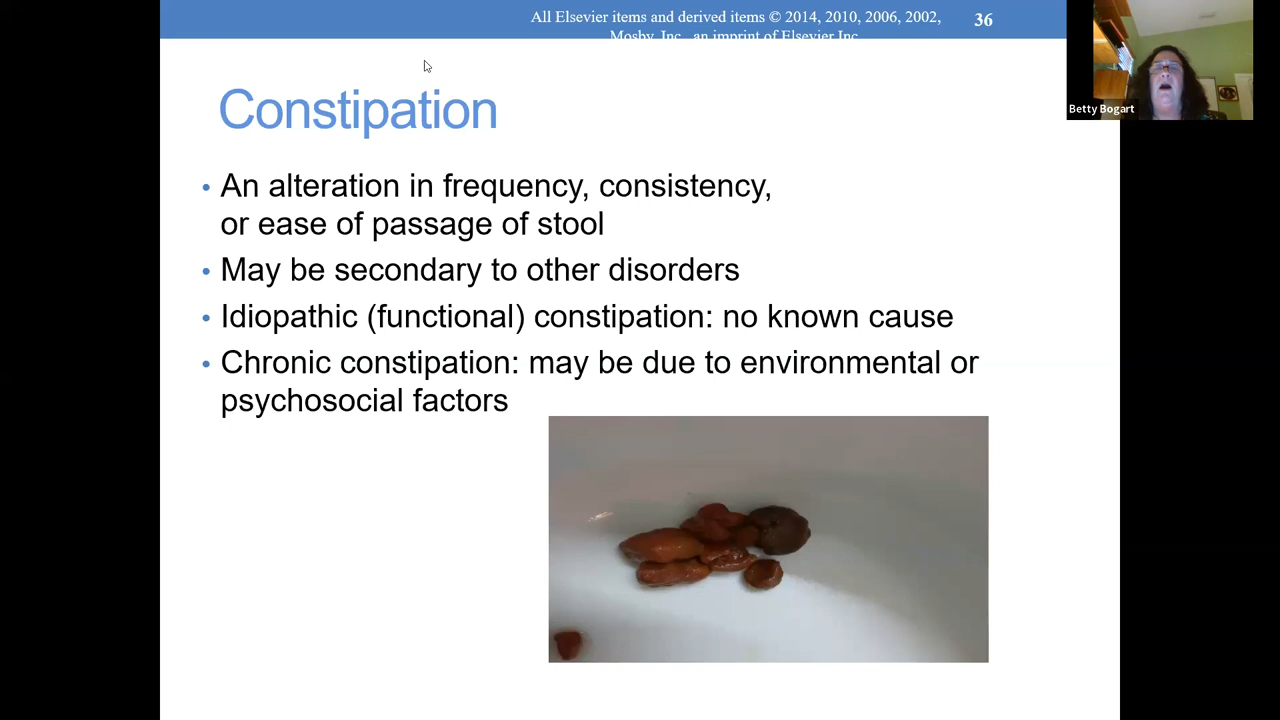 All Elsevier items and derived items © 2014, 2010, 2006, 2002,
Mosby, Inc., an imprint of Elsevier Inc.
36
Betty Bogart
Constipation
• An alteration in frequency, consistency,
or ease of passage of stool
• May be secondary to other disorders
• Idiopathic (functional) constipation: no known cause
• Chronic constipation: may be due to environmental or
psychosocial factors